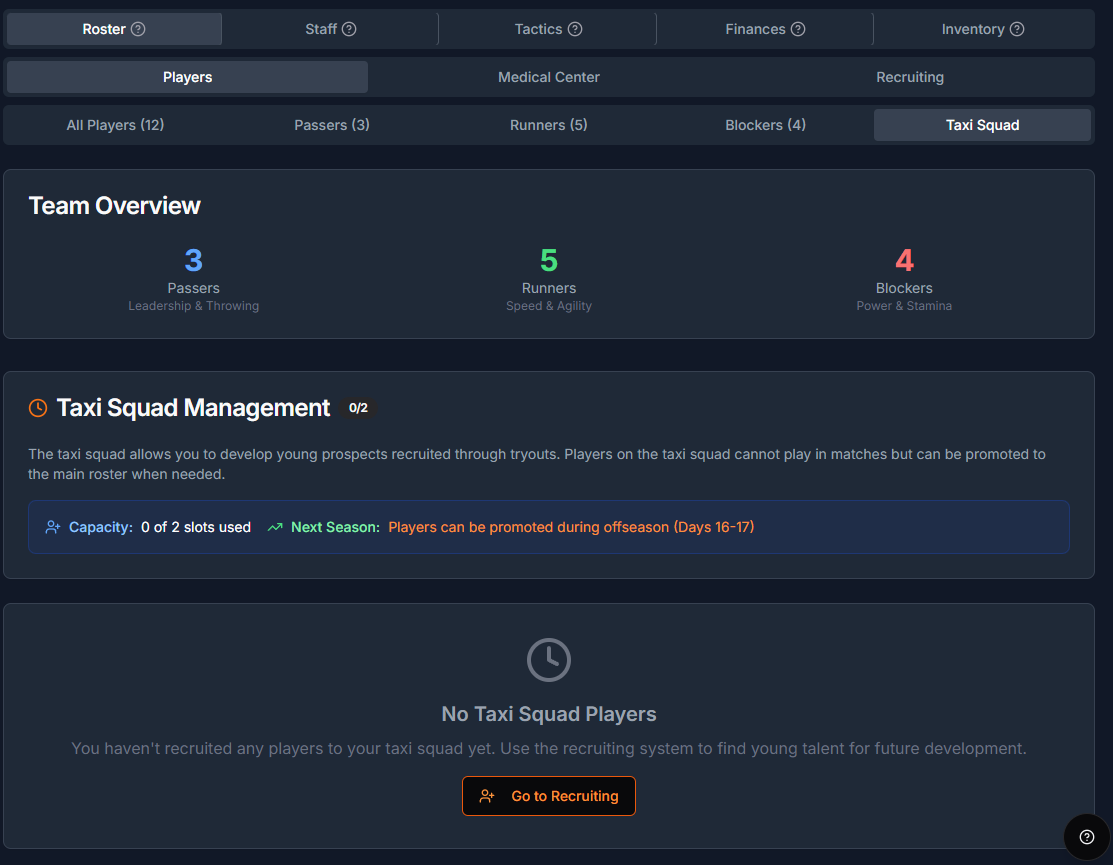 Roster
Staff
Tactics
Finances
Inventory
Players
Medical Center
Recruiting
All Players (12)
Passers (3)
Runners (5)
Blockers (4)
Taxi Squad
Team Overview
3
Passers
Leadership & Throwing
5
Runners
Speed & Agility
4
Blockers
Power & Stamina
Taxi Squad Management 0/2
The taxi squad allows you to develop young prospects recruited through tryouts. Players on the taxi squad cannot play in matches but can be promoted to
the main roster when needed.
Capacity: 0 of 2 slots used Next Season: Players can be promoted during offseason (Days 16-17)
No Taxi Squad Players
You haven't recruited any players to your taxi squad yet. Use the recruiting system to find young talent for future development.
Go to Recruiting